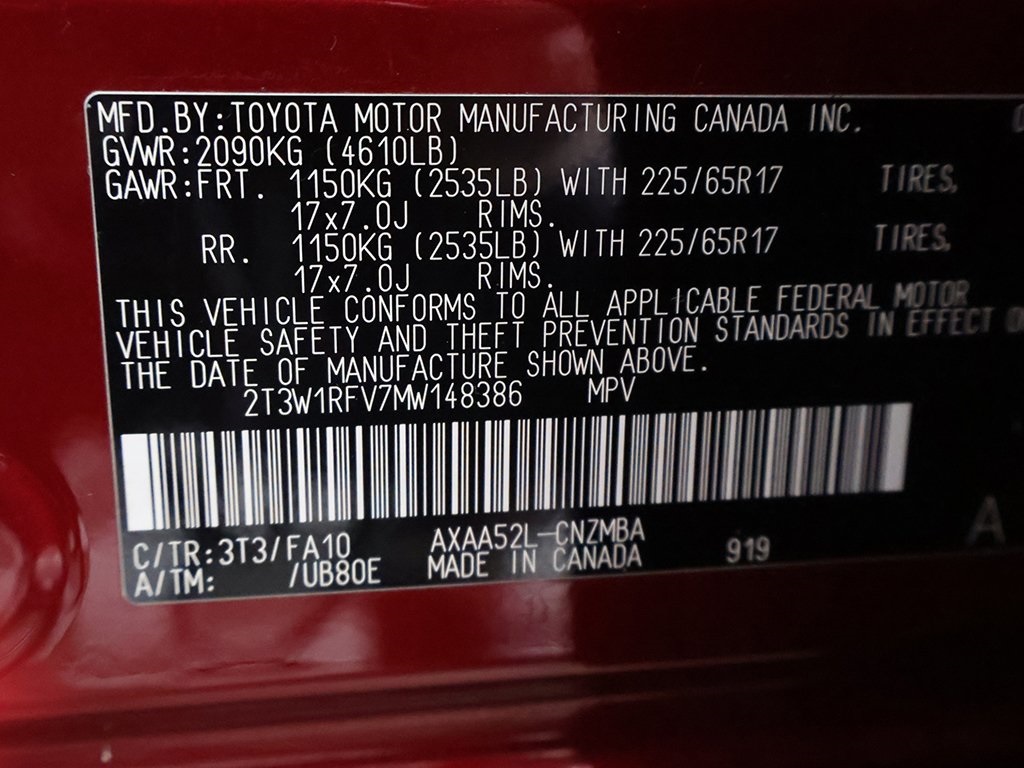 MFD.BY:TOYOTA MOTOR MANUFACTURING CANADA INC.
GVWR:2090KG (4610LB)
GAWR:FRT. 1150KG (2535LB) WITH 225/65R17 TIRES,
17x7.0J RIMS.
RR. 1150KG (2535LB) WITH 225/65R17 TIRES,
17x7.0J RIMS.
THIS VEHICLE CONFORMS TO ALL APPLICABLE FEDERAL MOTOR
VEHICLE SAFETY AND THEFT PREVENTION STANDARDS IN EFFECT
THE DATE OF MANUFACTURE SHOWN ABOVE.
2T3W1RFV7MW148386 MPV
C/TR:3T3/FA10 AXAA52L-CNZMBA 919 A
A/TM: /UB80E MADE IN CANADA